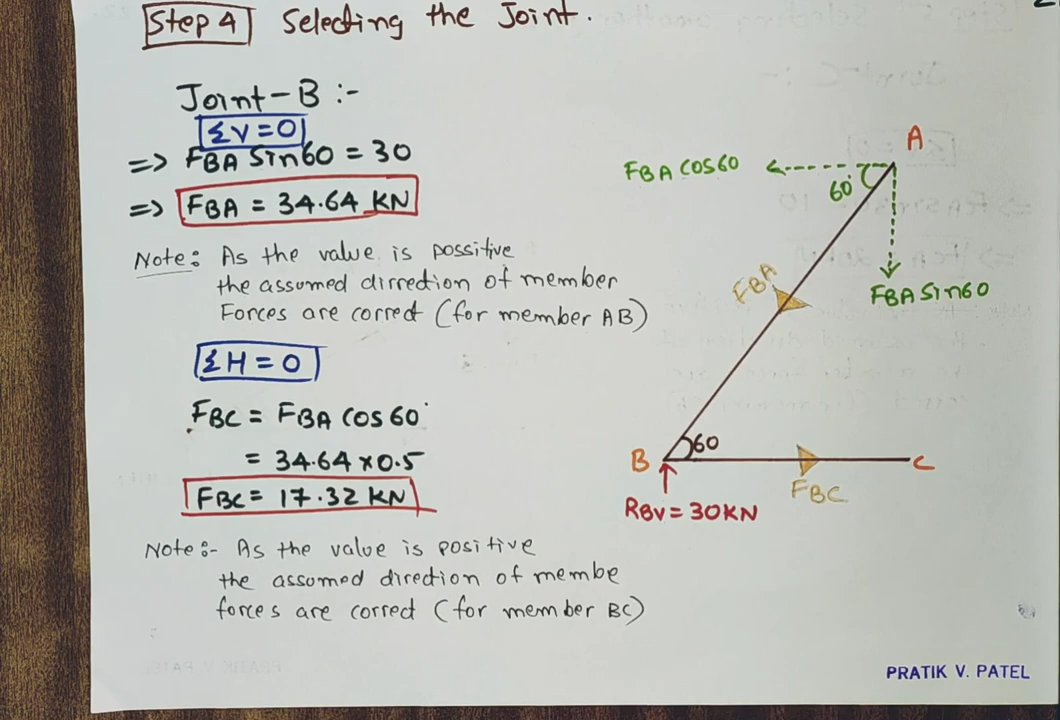 Step 4 Selecting the Joint.
Joint-B :-
ΣV=0
=> FBA Sin60 = 30
=> FBA = 34.64 KN
Note: As the value is possitive
the assumed dirrection of member
Forces are correct (for member AB)
ΣH = 0
FBC = FBA cos60
= 34.64 x 0.5
FBC = 17.32 KN
Note:- As the value is positive
the assumed direction of membe
forces are correct (for member BC)
A
FBA cos60
60°
FBA
FBA Sin60
60
B
C
FBC
RBV = 30KN
PRATIK V. PATEL